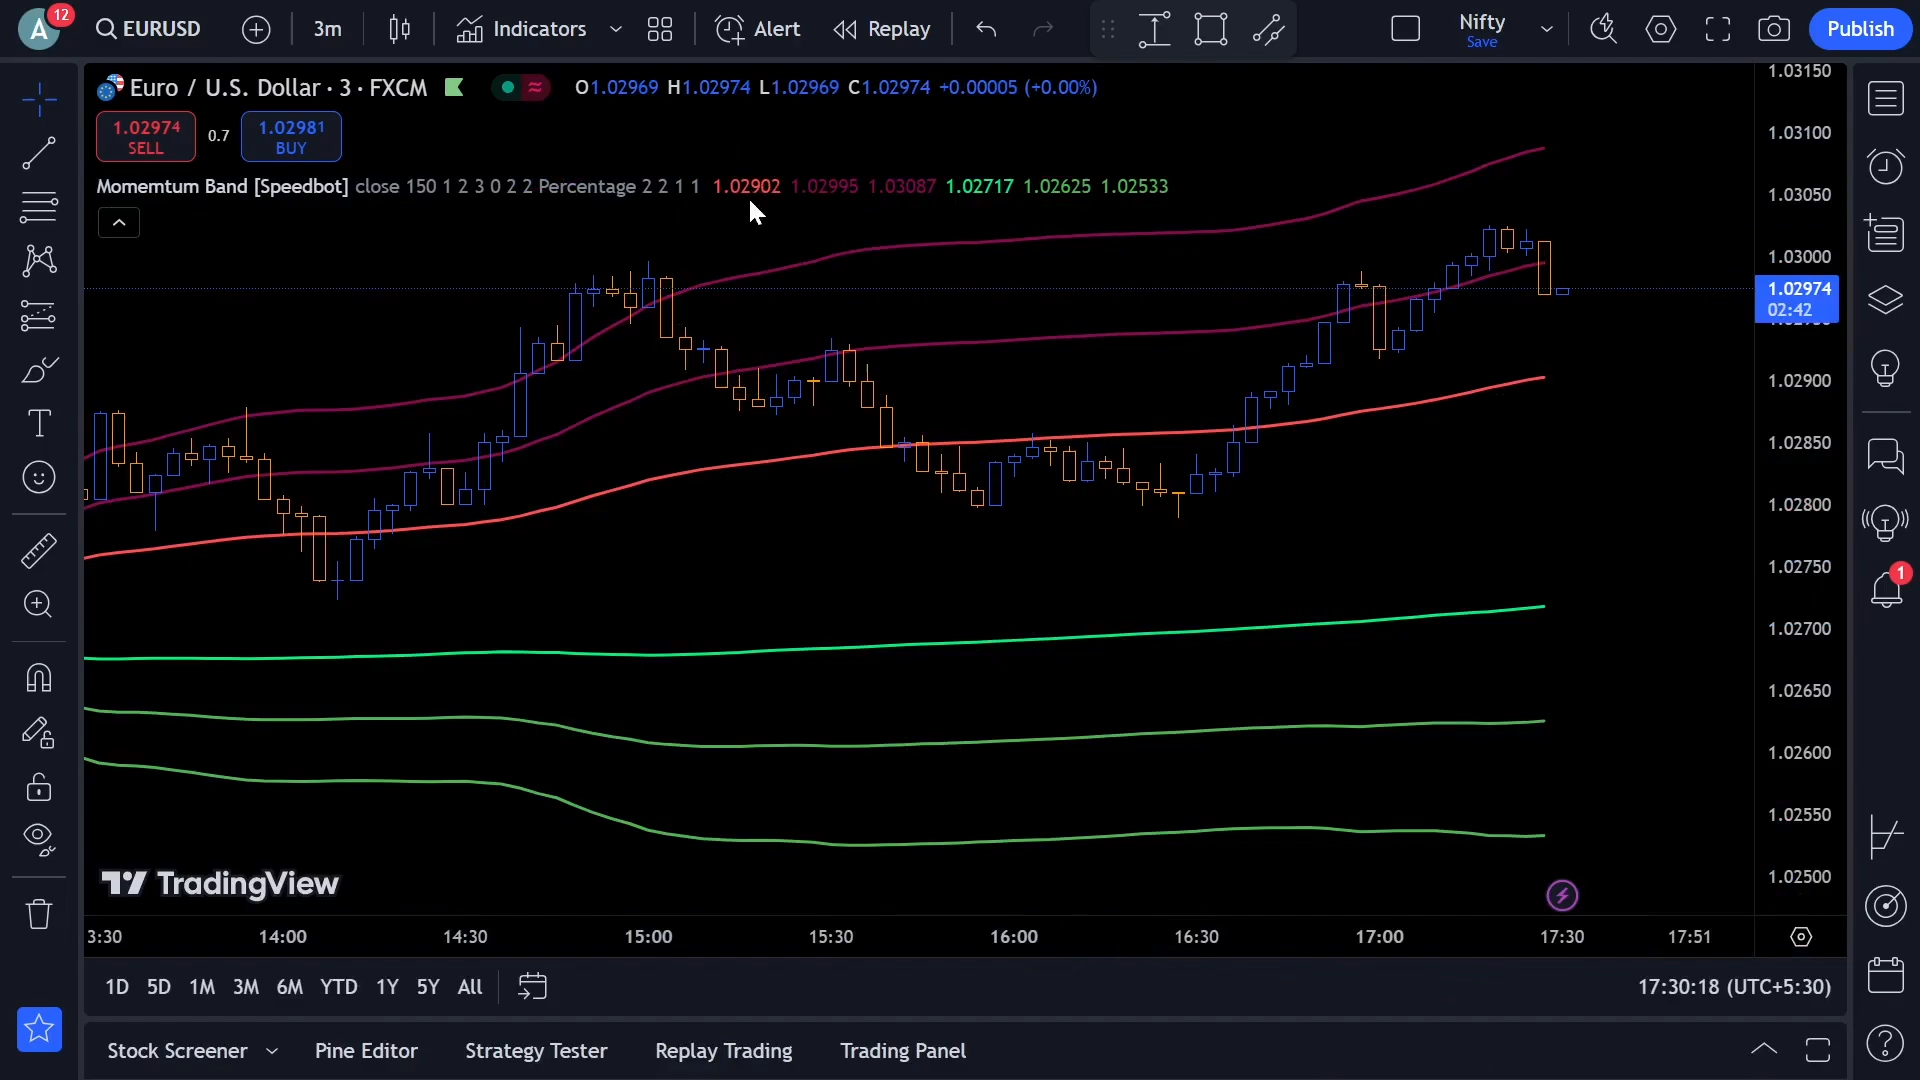 A
12
EURUSD
3m
Indicators
Alert
Replay
Nifty
Save
Publish
Euro / U.S. Dollar · 3 · FXCM
O1.02969 H1.02974 L1.02969 C1.02974 +0.00005 (+0.00%)
1.02974
SELL
0.7
1.02981
BUY
Momemtum Band [Speedbot] close 150 1 2 3 0 2 2 Percentage 2 2 1 1 1.02902 1.02995 1.03087 1.02717 1.02625 1.02533
1.03150
1.03100
1.03050
1.03000
1.02974
02:42
1.02900
1.02850
1.02800
1.02750
1.02700
1.02650
1.02600
1.02550
1.02500
1
TradingView
3:30 14:00 14:30 15:00 15:30 16:00 16:30 17:00 17:30 17:51
1D 5D 1M 3M 6M YTD 1Y 5Y All
17:30:18 (UTC+5:30)
Stock Screener Pine Editor Strategy Tester Replay Trading Trading Panel